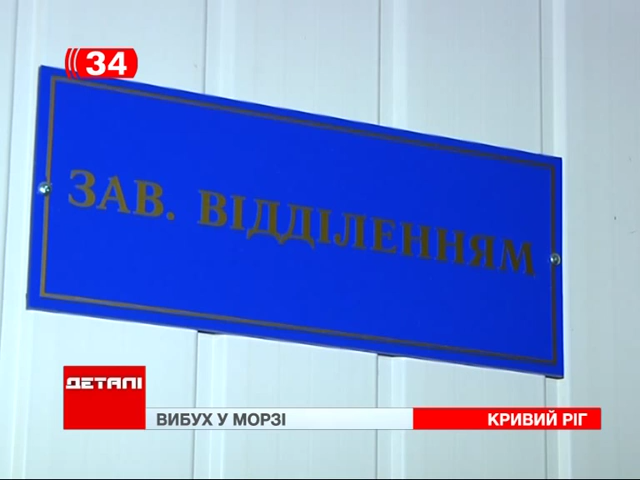 34
ЗАВ. ВІДДІЛЕННЯМ
ДЕТАЛІ
ВИБУХ У МОРЗІ
КРИВИЙ РІГ